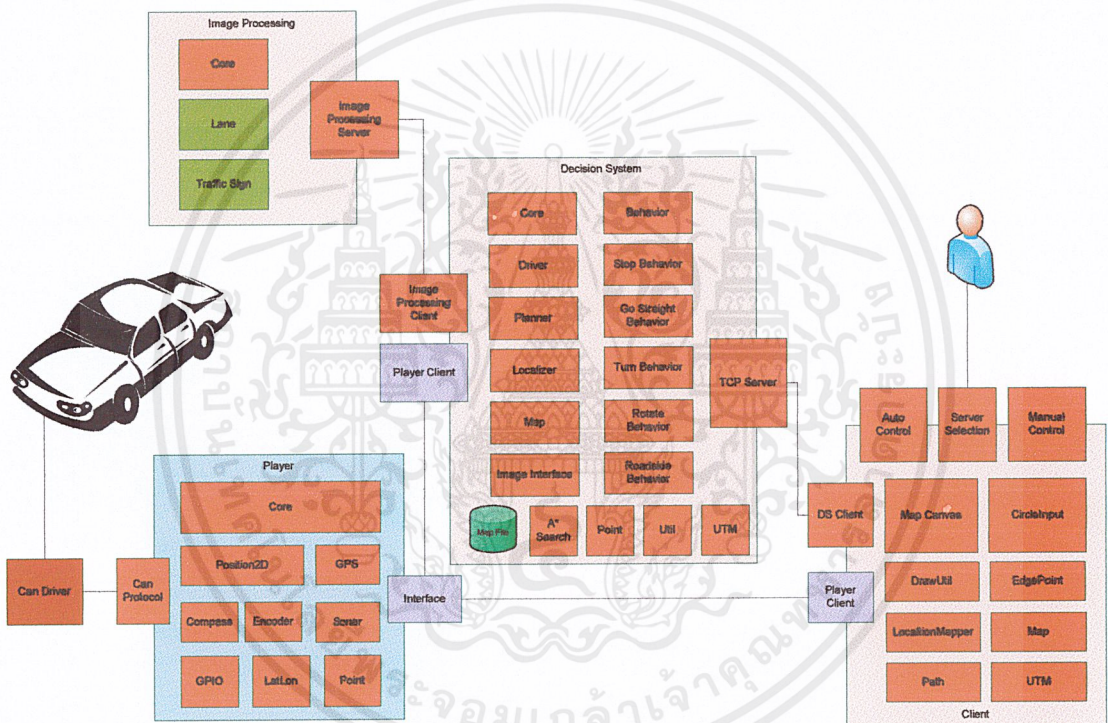 Image Processing
Core
Lane
Traffic Sign
Image
Processing
Server
Decision System
Core
Behavior
Driver
Stop Behavior
Planner
Go Straight
Behavior
Localizer
Turn Behavior
Map
Rotate
Behavior
Image Interface
Roadside
Behavior
Map File
A*
Search
Point
Util
UTM
Image
Processing
Client
Player Client
TCP Server
Auto
Control
Server
Selection
Manual
Control
DS Client
Map Canvas
CircleInput
Player
Client
DrawUtil
EdgePoint
LocationMapper
Map
Path
UTM
Client
Player
Core
Position2D
GPS
Compass
Encoder
Sonar
GPIO
LatLon
Point
Can Driver
Can
Protocol
Interface